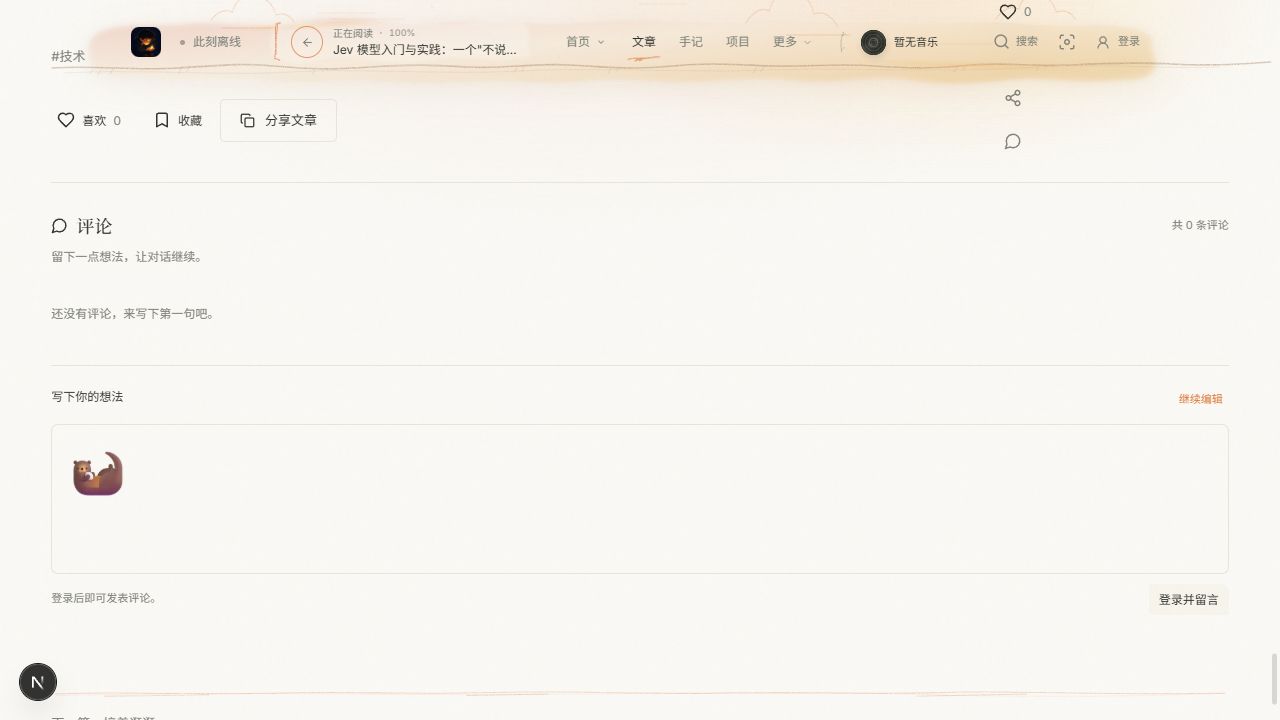 0
此刻离线
正在阅读 · 100%
Jev 模型入门与实践：一个"不说...
首页
文章
手记
项目
更多
暂无音乐
搜索
登录
#技术
喜欢 0
收藏
分享文章
评论
共 0 条评论
留下一点想法，让对话继续。
还没有评论，来写下第一句吧。
写下你的想法
继续编辑
登录后即可发表评论。
登录并留言
N